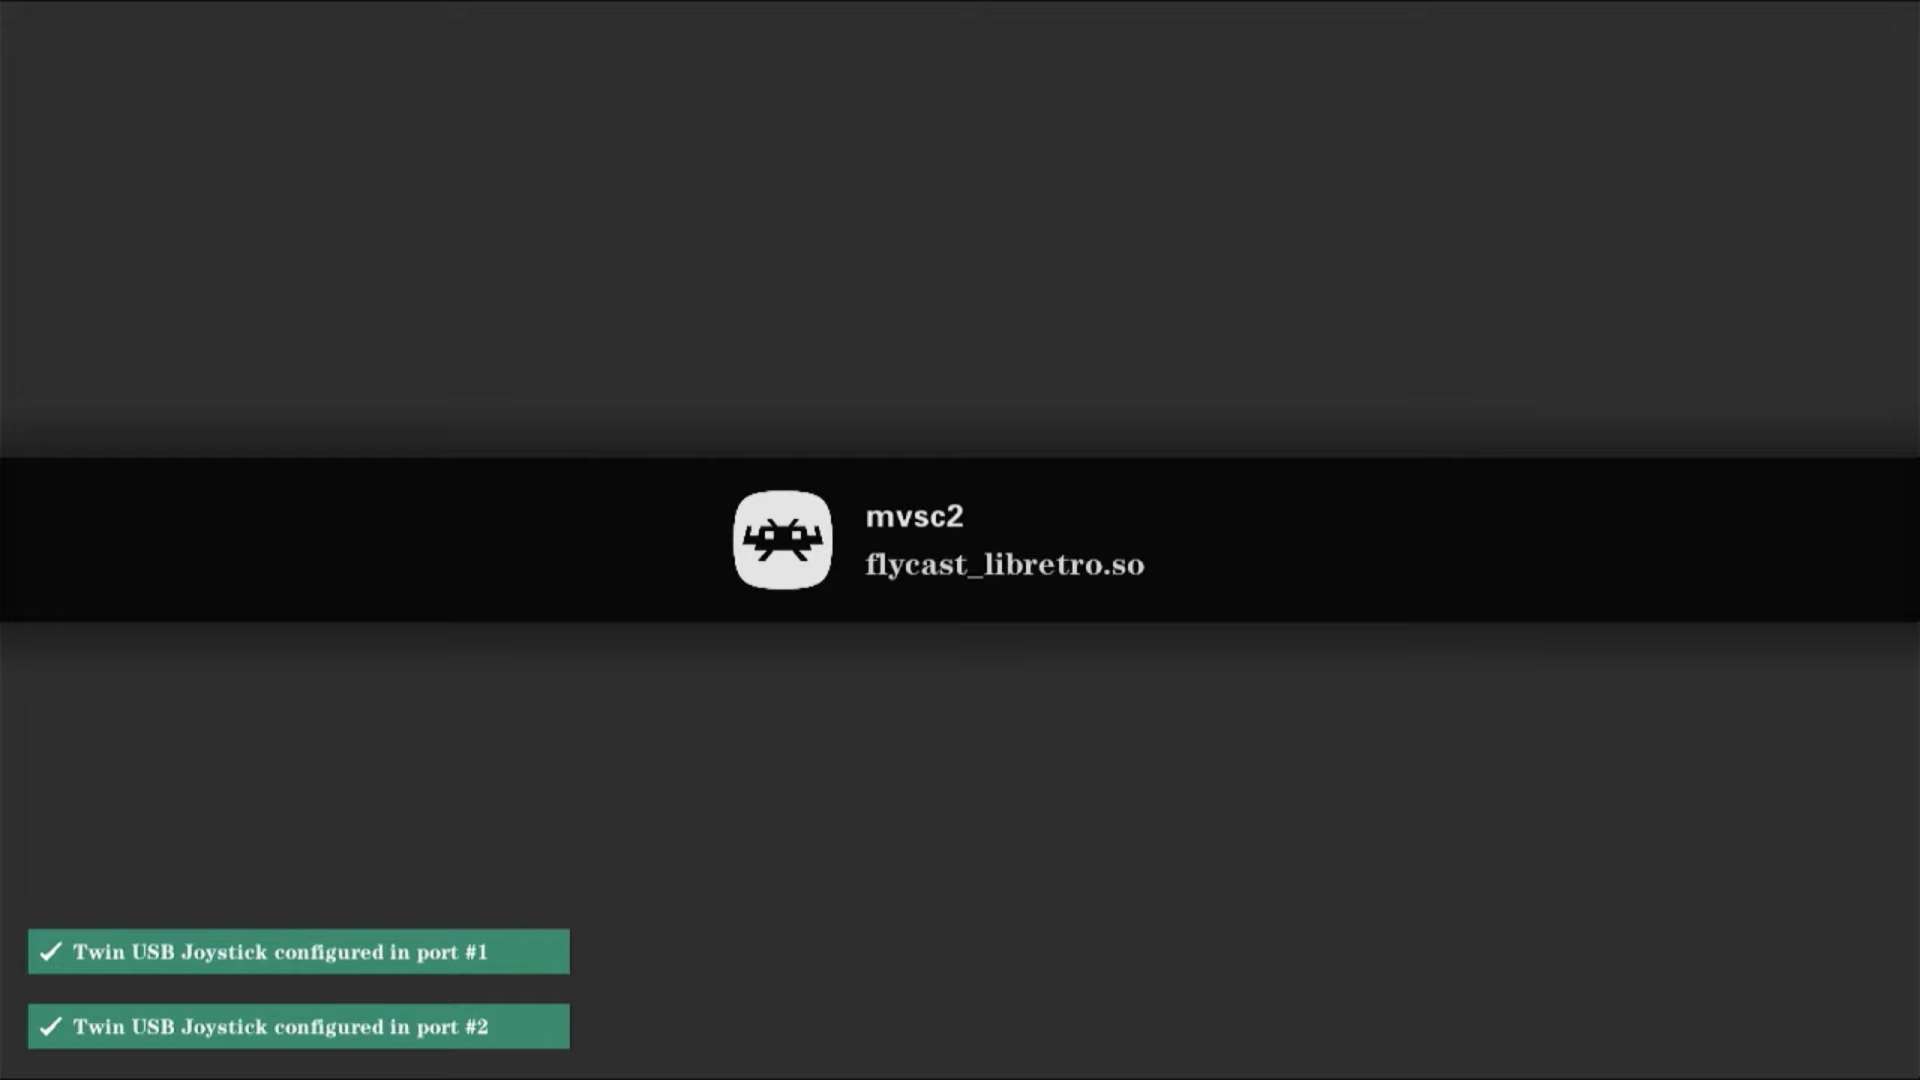 mvsc2
flycast_libretro.so
Twin USB Joystick configured in port #1
Twin USB Joystick configured in port #2